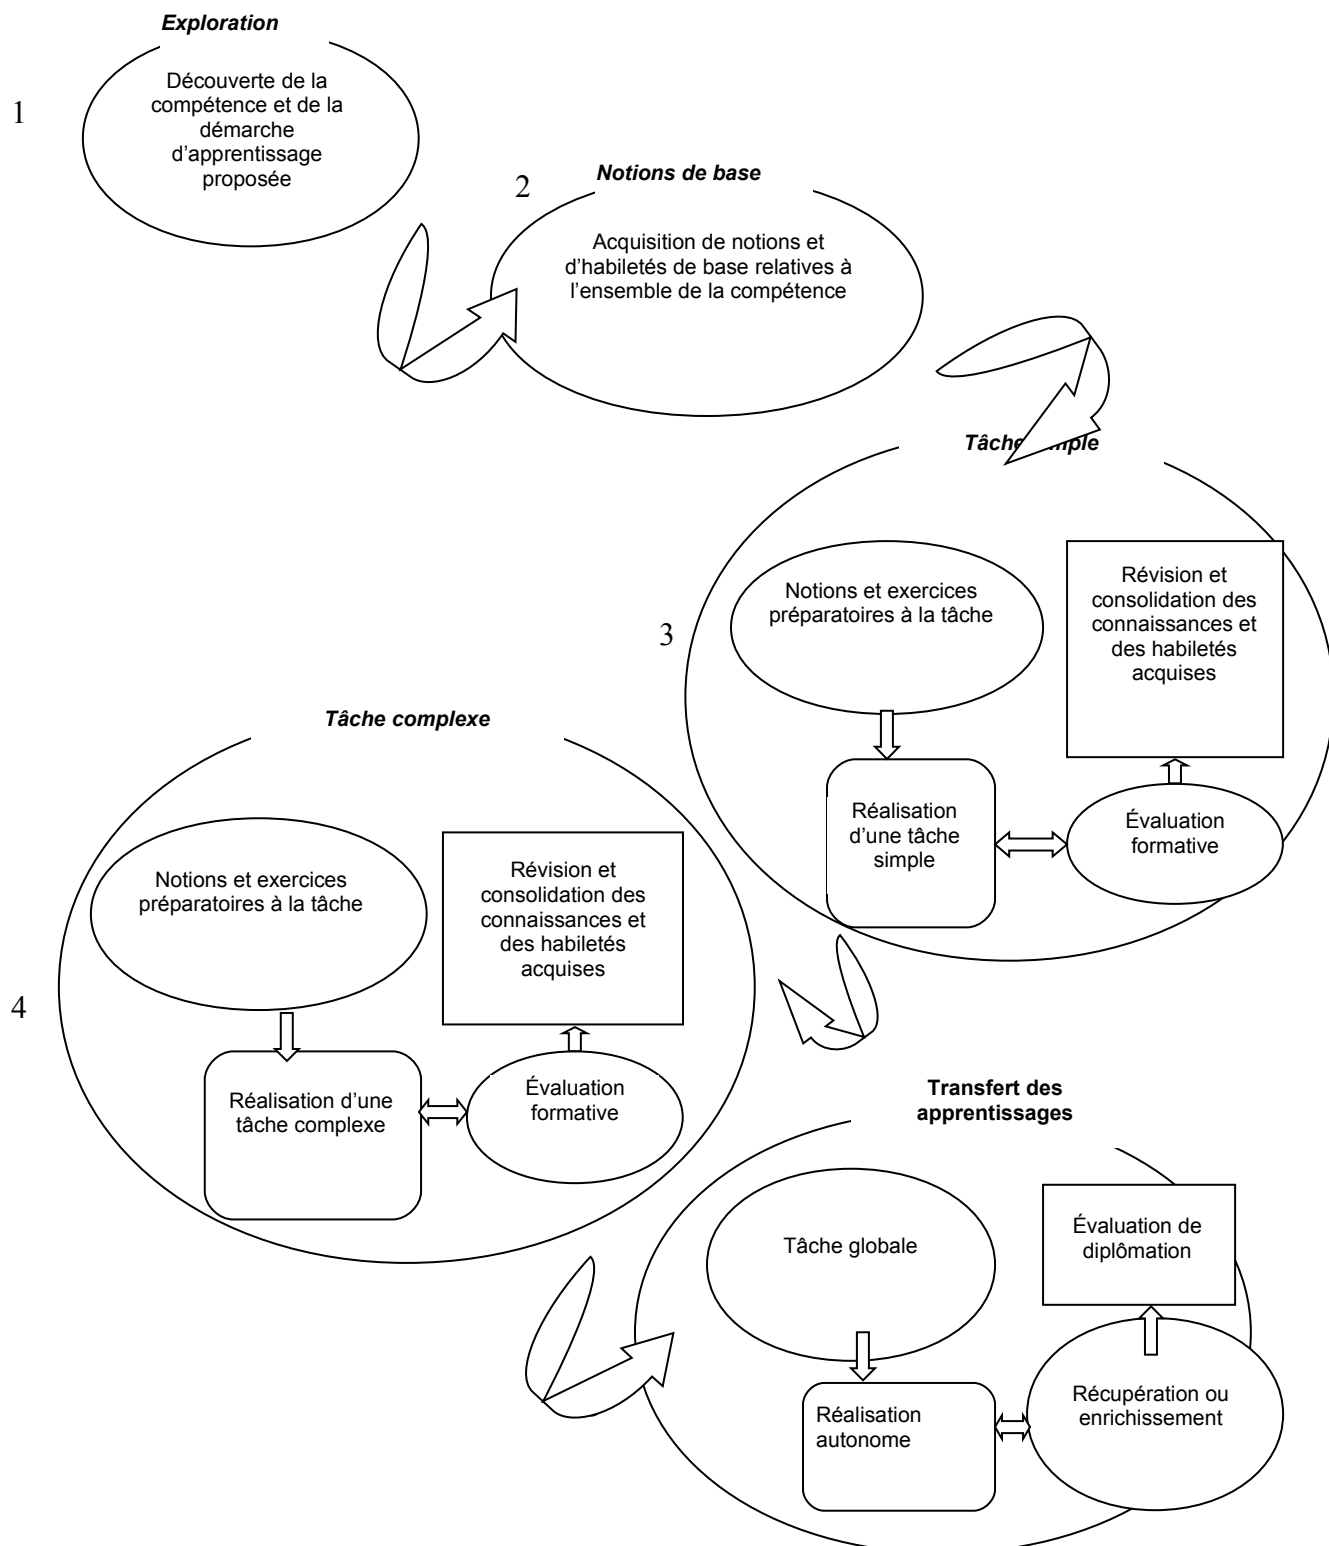 Exploration
1
Découverte de la
compétence et de la
démarche
d'apprentissage
proposée
Notions de base
2
Acquisition de notions et
d'habiletés de base relatives à
l'ensemble de la compétence
Tâche mple
3
Notions et exercices
préparatoires à la tâche
Révision et
consolidation des
connaissances et
des habiletés
acquises
Réalisation
d'une tâche
simple
Évaluation
formative
Tâche complexe
4
Notions et exercices
préparatoires à la tâche
Révision et
consolidation des
connaissances et
des habiletés
acquises
Réalisation d'une
tâche complexe
Évaluation
formative
Transfert des
apprentissages
Tâche globale
Évaluation de
diplômation
Réalisation
autonome
Récupération ou
enrichissement